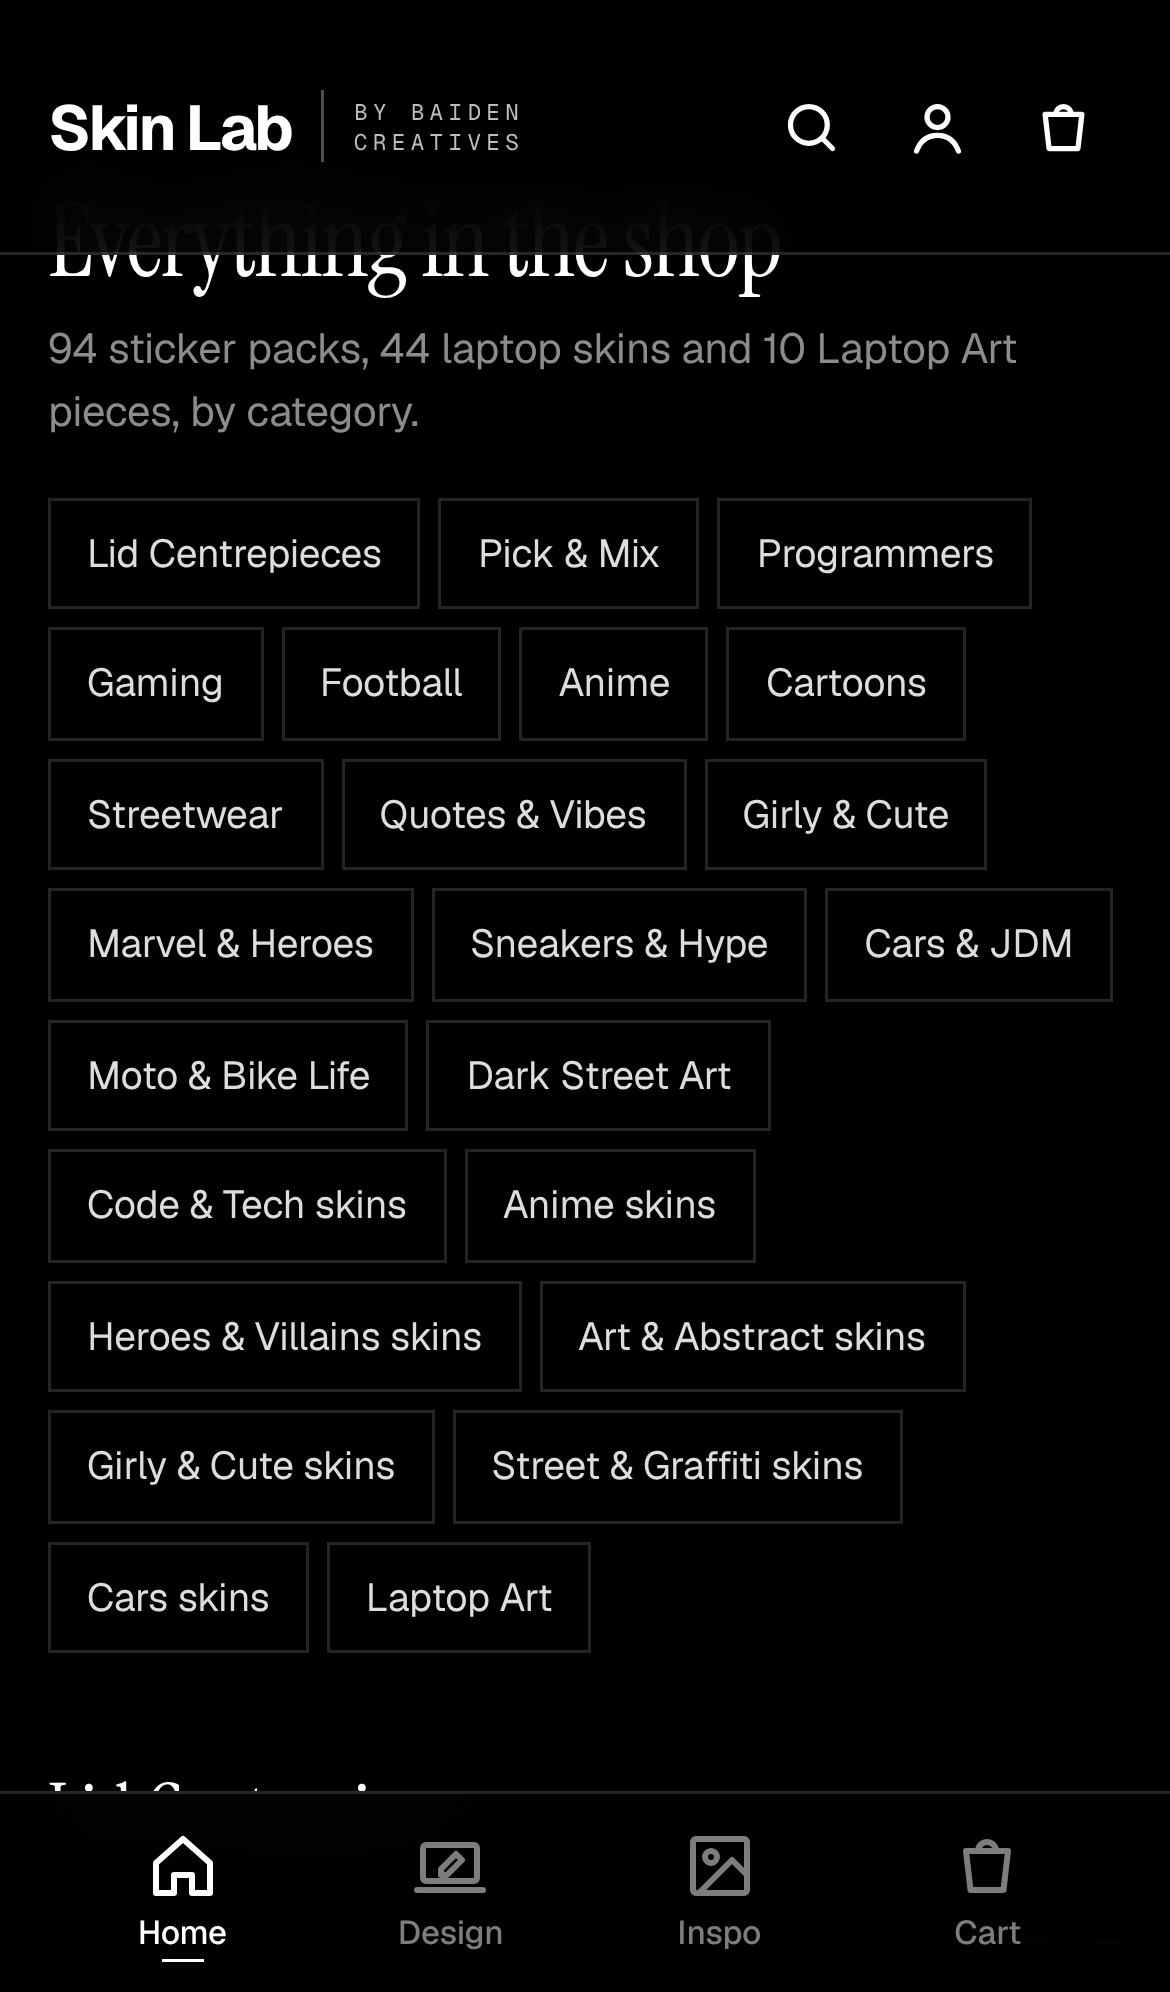 Skin Lab
BY BAIDEN
CREATIVES
Everything in the shop
94 sticker packs, 44 laptop skins and 10 Laptop Art
pieces, by category.
Lid Centrepieces
Pick & Mix
Programmers
Gaming
Football
Anime
Cartoons
Streetwear
Quotes & Vibes
Girly & Cute
Marvel & Heroes
Sneakers & Hype
Cars & JDM
Moto & Bike Life
Dark Street Art
Code & Tech skins
Anime skins
Heroes & Villains skins
Art & Abstract skins
Girly & Cute skins
Street & Graffiti skins
Cars skins
Laptop Art
Home
Design
Inspo
Cart